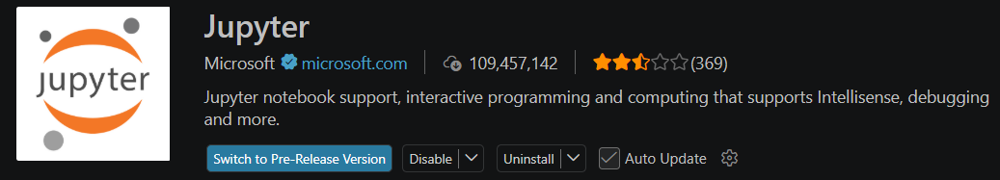 Jupyter
jupyter
Microsoft microsoft.com 109,457,142 (369)
Jupyter notebook support, interactive programming and computing that supports Intellisense, debugging
and more.
Switch to Pre-Release Version Disable Uninstall Auto Update